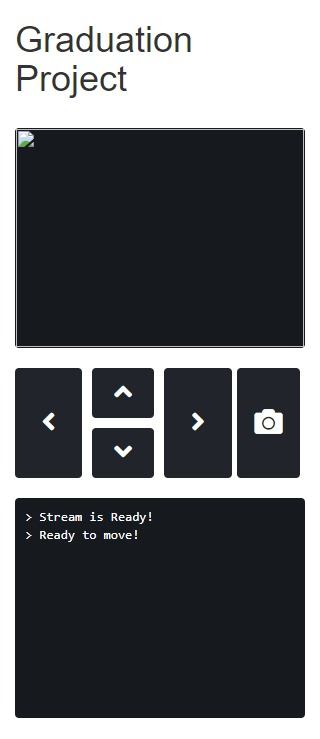 Graduation
Project
> Stream is Ready!
> Ready to move!